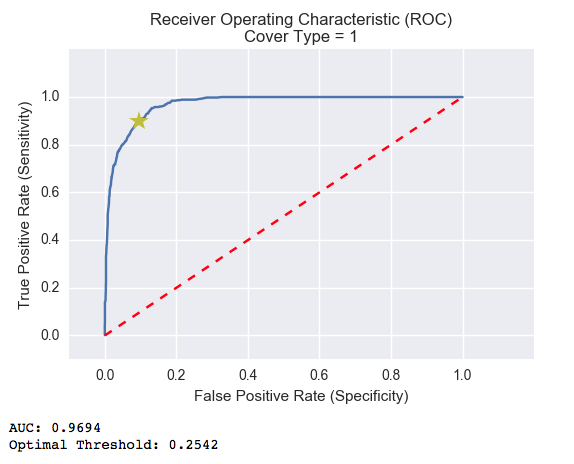 Receiver Operating Characteristic (ROC)
Cover Type = 1
1.0
0.8
0.6
0.4
0.2
0.0
True Positive Rate (Sensitivity)
0.0 0.2 0.4 0.6 0.8 1.0
False Positive Rate (Specificity)
AUC: 0.9694
Optimal Threshold: 0.2542